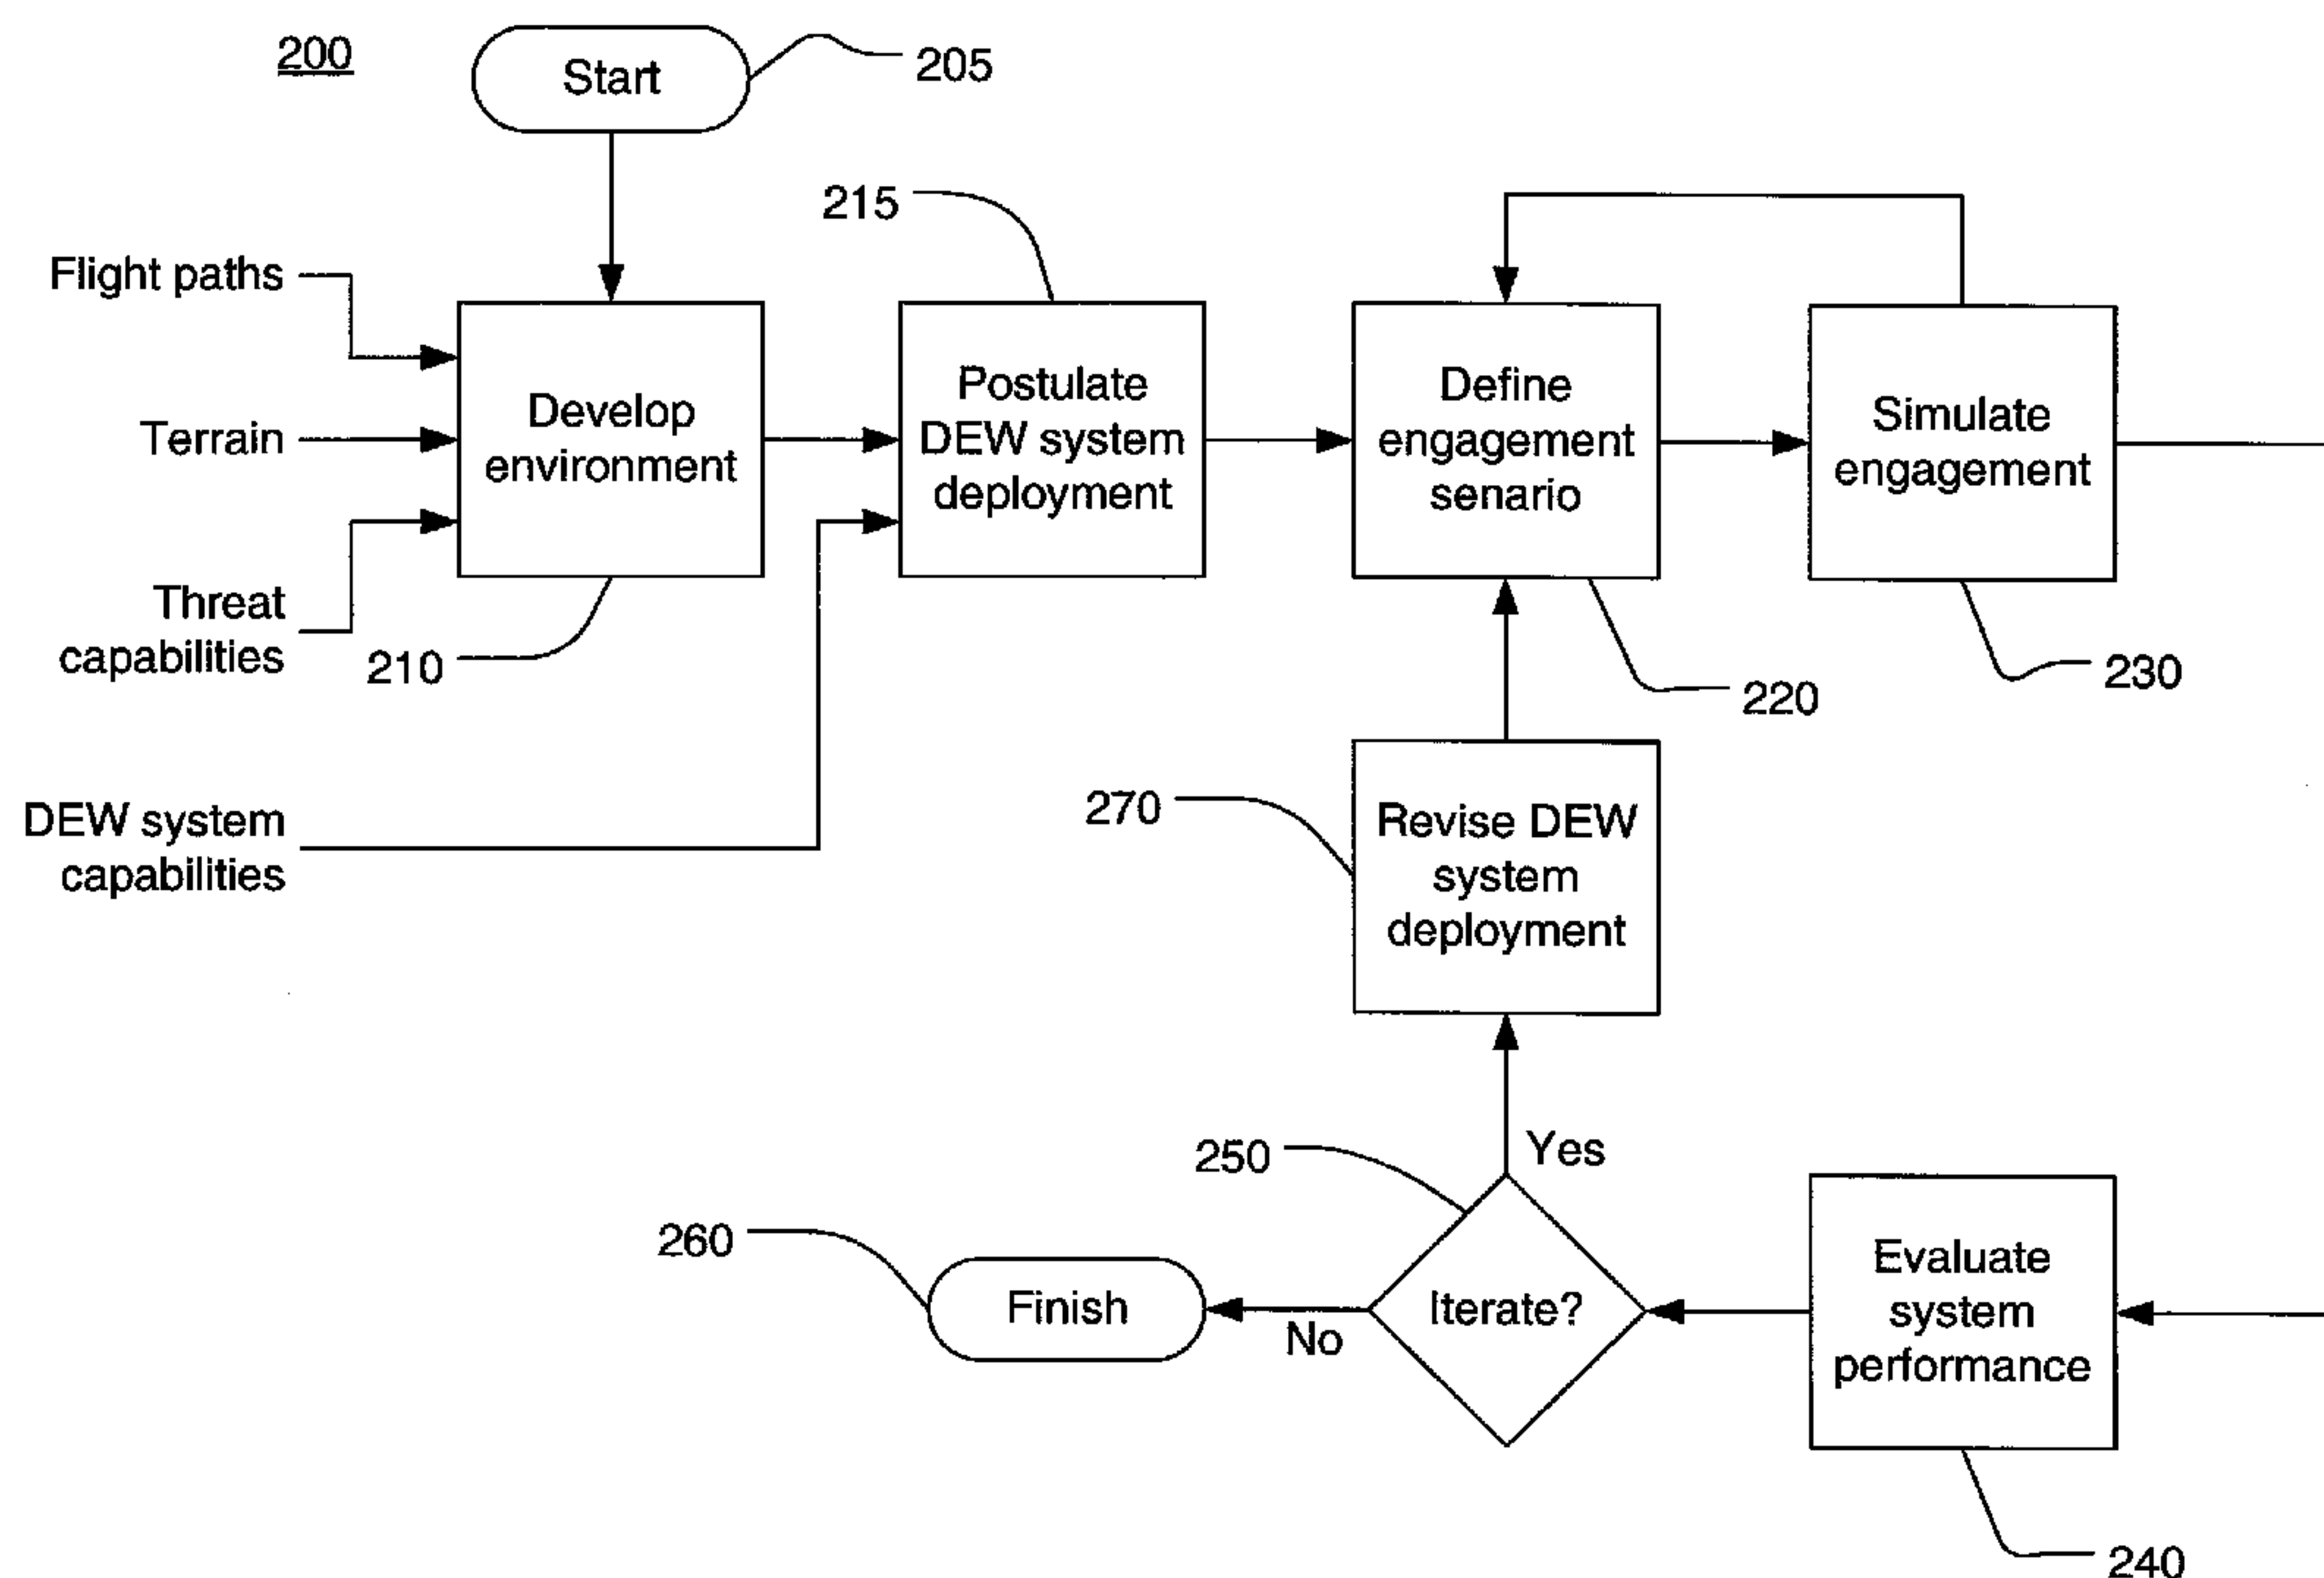 200
Start
205
215
Flight paths
Terrain
Threat
capabilities
Develop
environment
210
Postulate
DEW system
deployment
Define
engagement
senario
220
Simulate
engagement
230
DEW system
capabilities
270
Revise DEW
system
deployment
250
Yes
260
Finish
No
Iterate?
Evaluate
system
performance
240